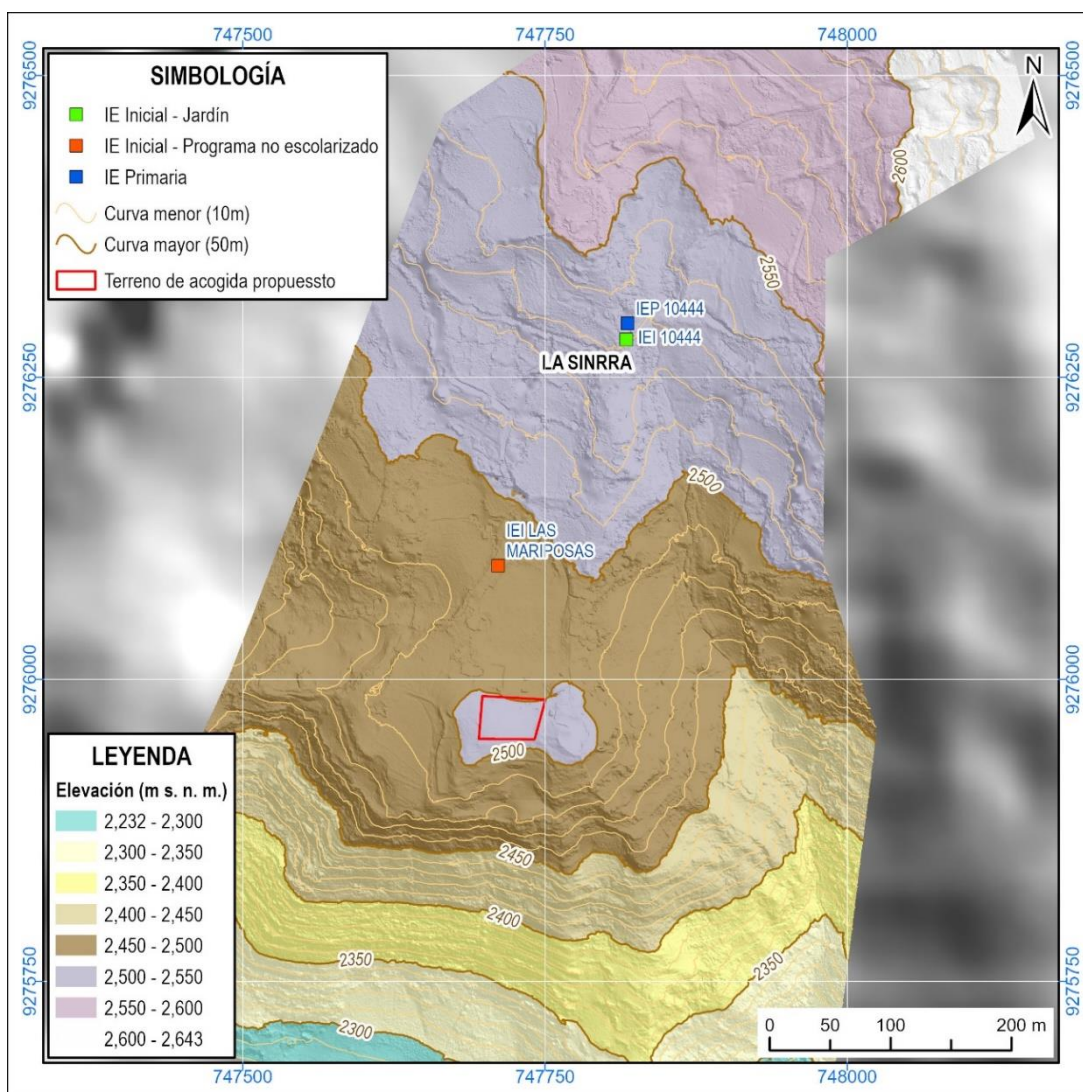 747500
747750
748000
9276500
9276500
SIMBOLOGÍA
IE Inicial - Jardín
IE Inicial - Programa no escolarizado
IE Primaria
Curva menor (10m)
Curva mayor (50m)
Terreno de acogida propuessto
N
2600
2550
IEP 10444
IEI 10444
LA SINRRA
9276250
9276250
2500
IEI LAS
MARIPOSAS
9276000
9276000
2500
LEYENDA
Elevación (m s. n. m.)
2,232 - 2,300
2,300 - 2,350
2,350 - 2,400
2,400 - 2,450
2,450 - 2,500
2,500 - 2,550
2,550 - 2,600
2,600 - 2,643
2450
2400
2350
2350
2300
9275750
9275750
0 50 100 200 m
747500
747750
748000